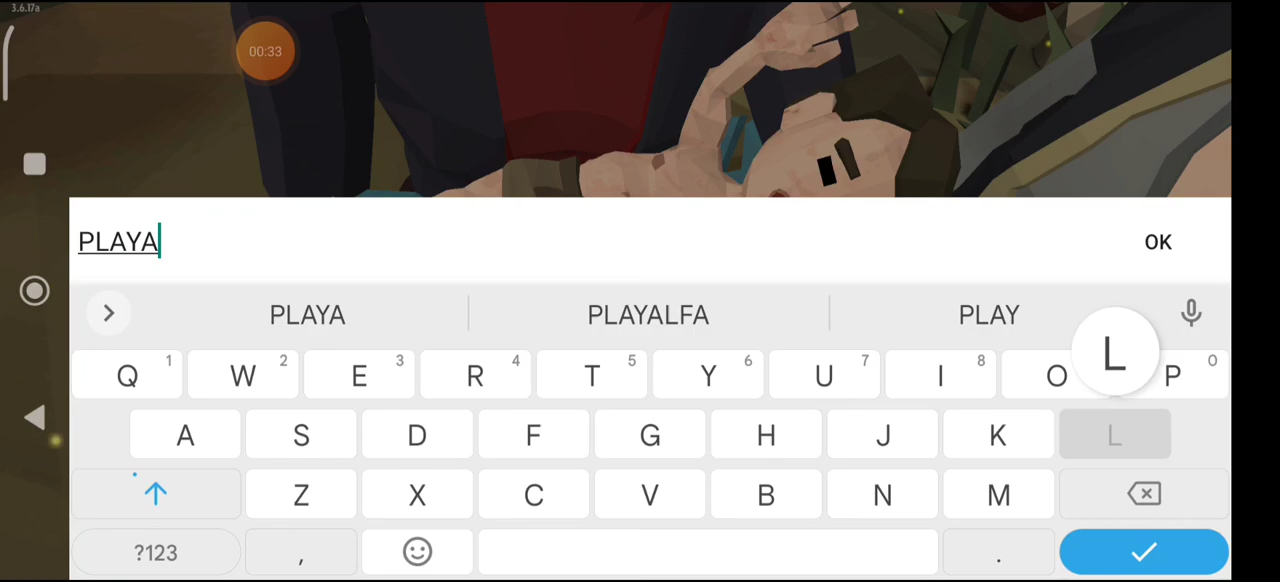 3.6.17a
00:33
PLAYA
OK
PLAYA PLAYALFA PLAY
L
Q 1 W 2 E 3 R 4 T 5 Y 6 U 7 I 8 O P 0
A S D F G H J K L
Z X C V B N M
?123 , .